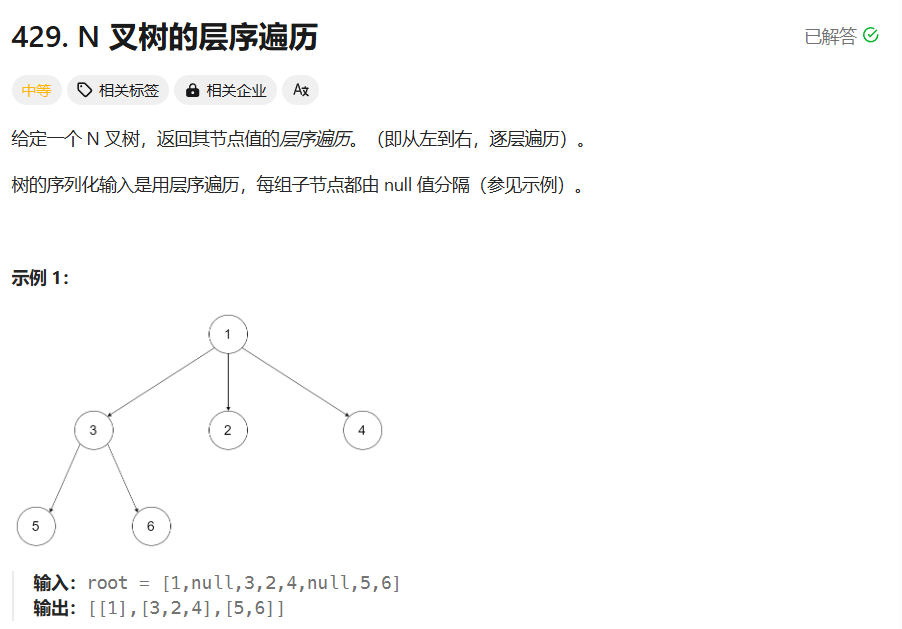 429. N 叉树的层序遍历
已解答
中等 相关标签 相关企业 Aあ
给定一个 N 叉树，返回其节点值的层序遍历。（即从左到右，逐层遍历）。
树的序列化输入是用层序遍历，每组子节点都由 null 值分隔（参见示例）。
示例 1：
1
3 2 4
5 6
输入：root = [1,null,3,2,4,null,5,6]
输出：[[1],[3,2,4],[5,6]]